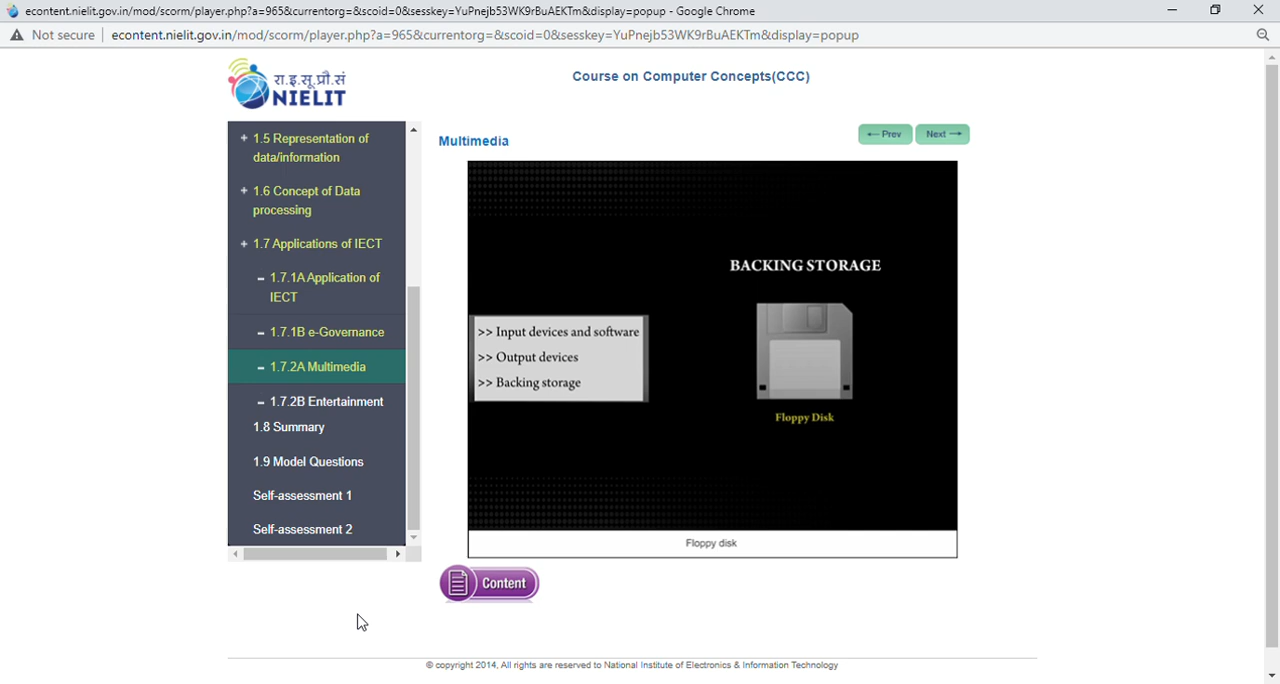 econtent.nielit.gov.in/mod/scorm/player.php?a=965&currentorg=&scoid=0&sesskey=YuPnejb53WK9rBuAEKTm&display=popup - Google Chrome
Not secure
econtent.nielit.gov.in/mod/scorm/player.php?a=965&currentorg=&scoid=0&sesskey=YuPnejb53WK9rBuAEKTm&display=popup
रा.इ.सू.प्रौ.सं
NIELIT
Course on Computer Concepts(CCC)
+ 1.5 Representation of
data/information
+ 1.6 Concept of Data
processing
+ 1.7 Applications of IECT
- 1.7.1A Application of
IECT
- 1.7.1B e-Governance
- 1.7.2A Multimedia
- 1.7.2B Entertainment
1.8 Summary
1.9 Model Questions
Self-assessment 1
Self-assessment 2
Multimedia
← Prev
Next →
>> Input devices and software
>> Output devices
>> Backing storage
BACKING STORAGE
Floppy Disk
Floppy disk
Content
© copyright 2014, All rights are reserved to National Institute of Electronics & Information Technology